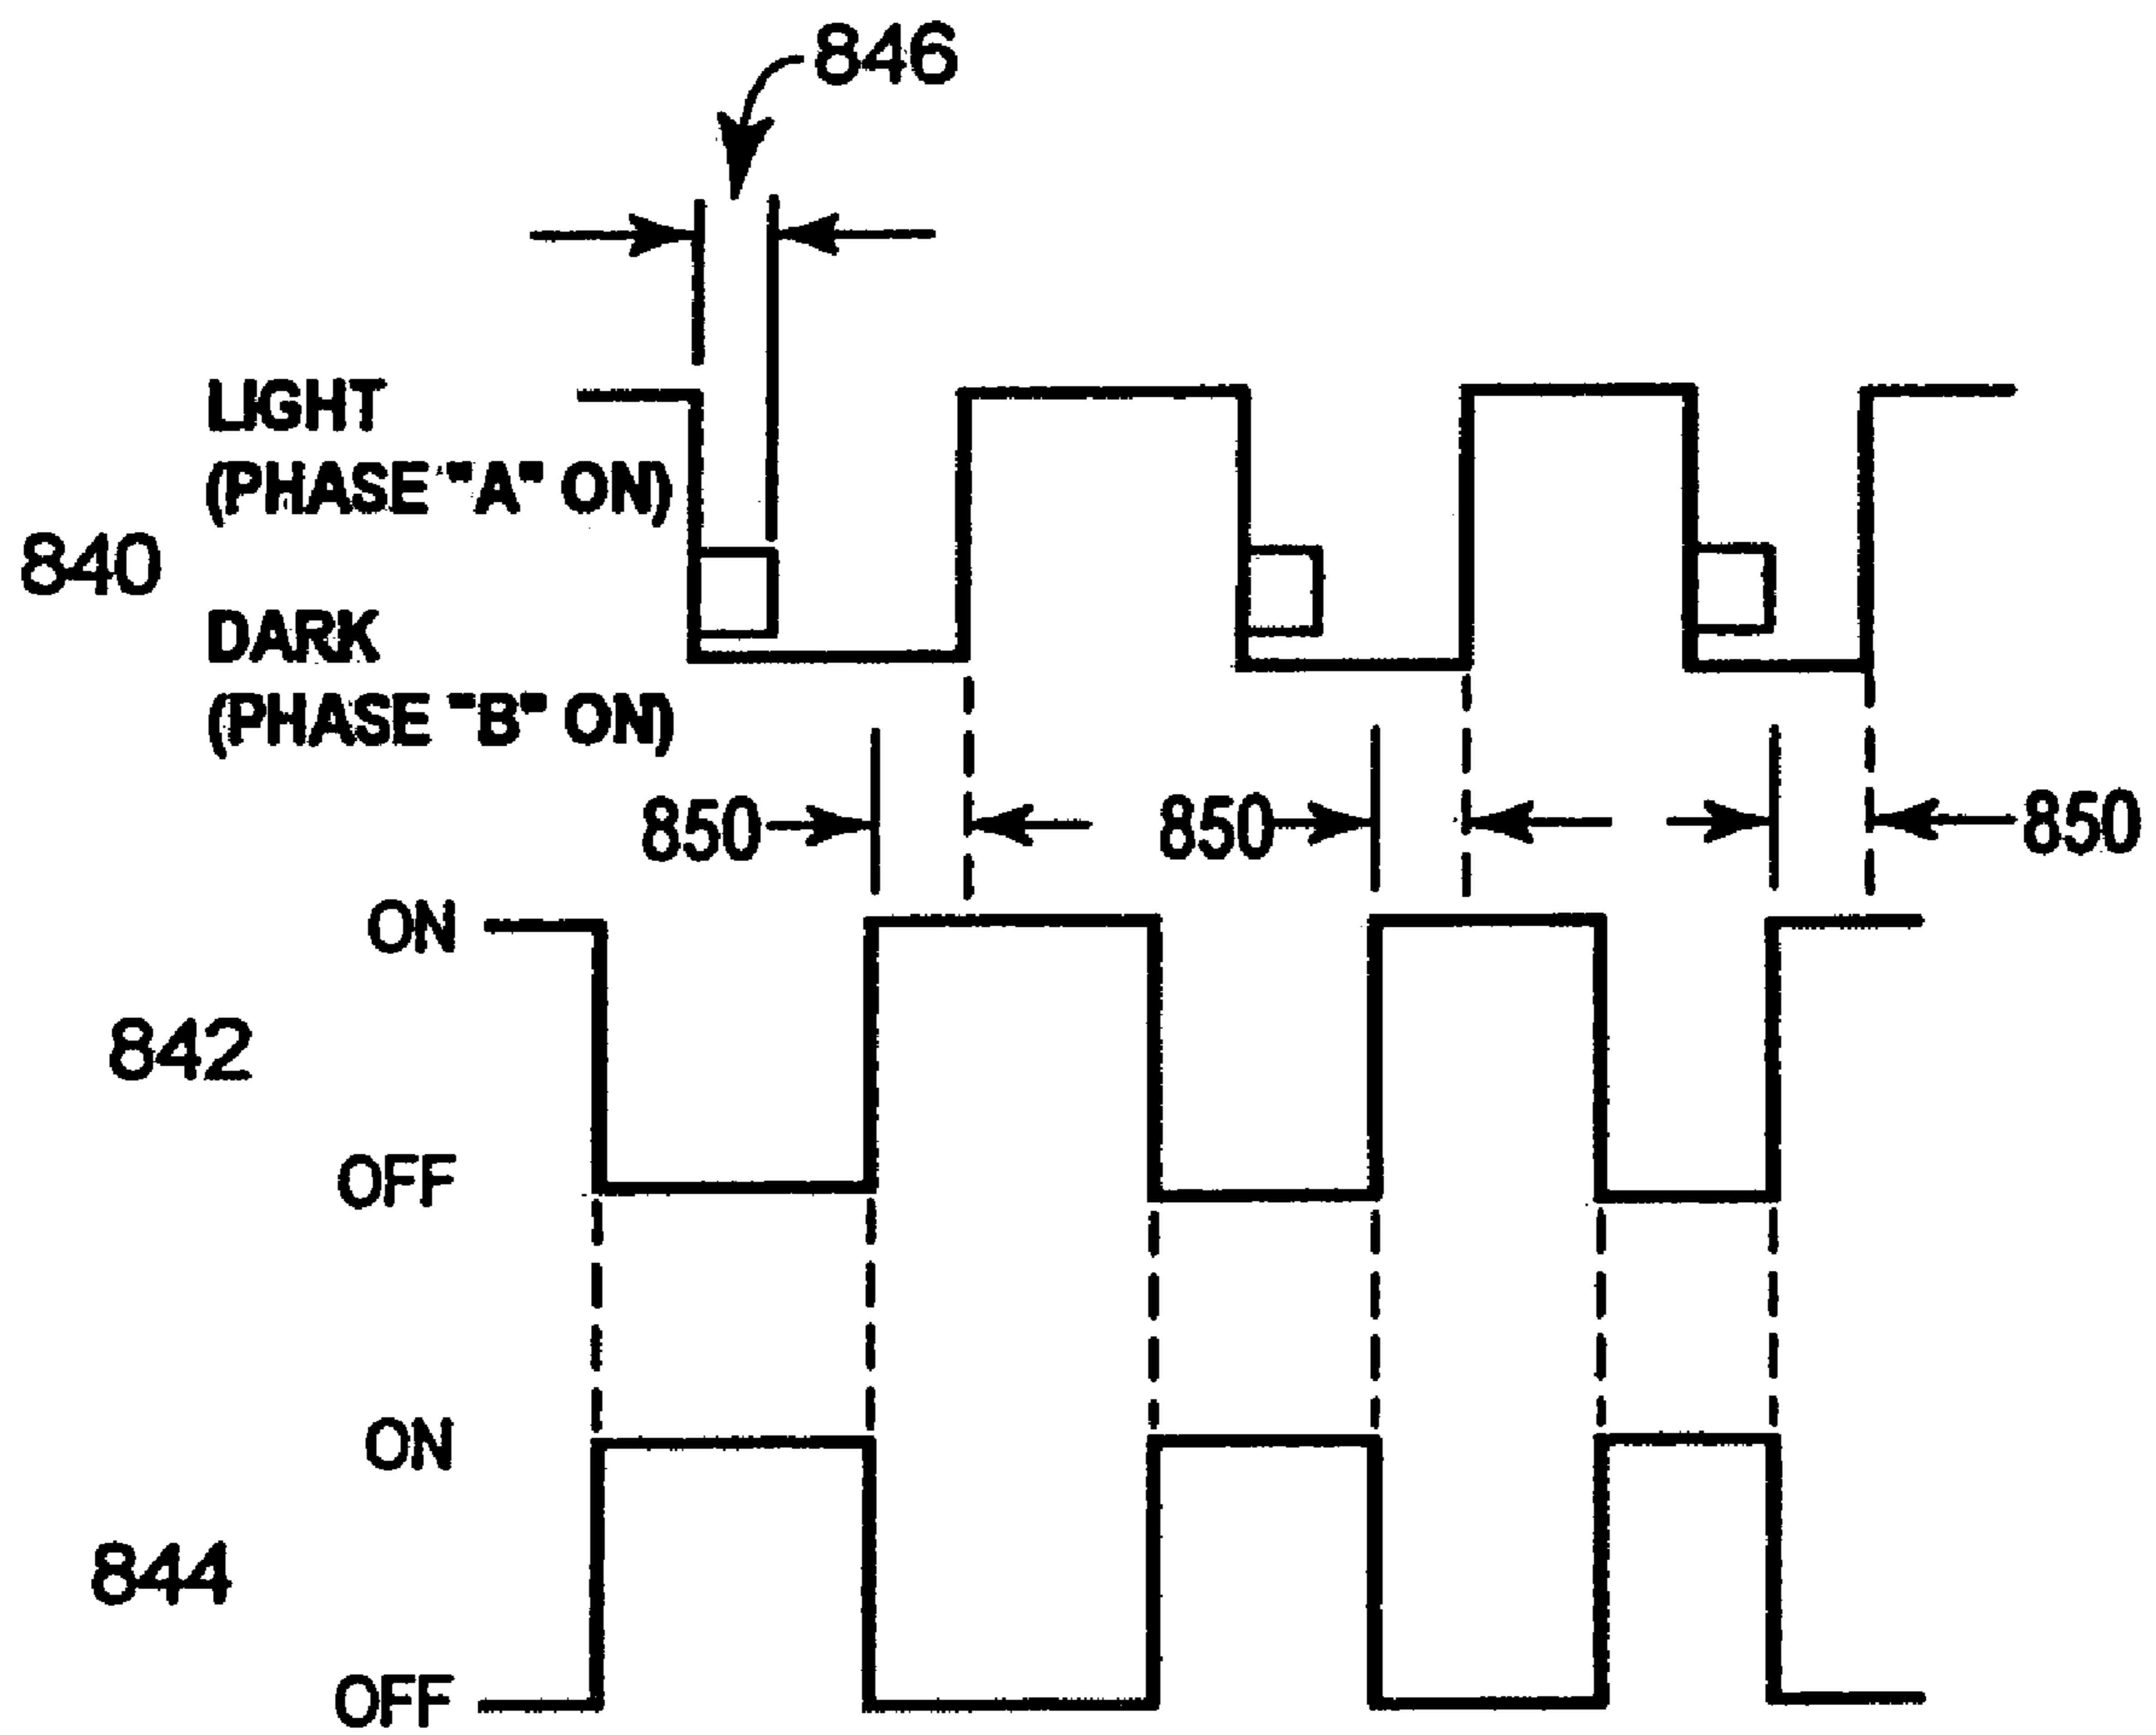 846
LIGHT
(PHASE "A" ON)
840
DARK
(PHASE "B" ON)
850 850 850
ON
842
OFF
ON
844
OFF